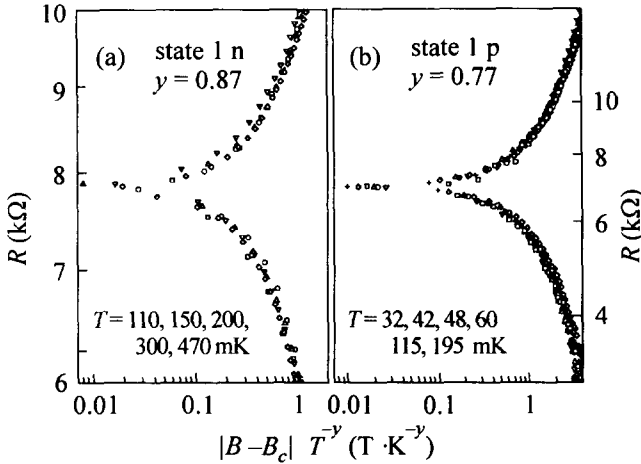 (a) state 1 n
y = 0.87
T = 110, 150, 200,
300, 470 mK
R (kΩ)
10
9
8
7
6
0.01 0.1 1
(b) state 1 p
y = 0.77
T = 32, 42, 48, 60
115, 195 mK
10
8
6
4
R (kΩ)
0.01 0.1 1
|B – B_c| T^{-y} (T · K^{-y})